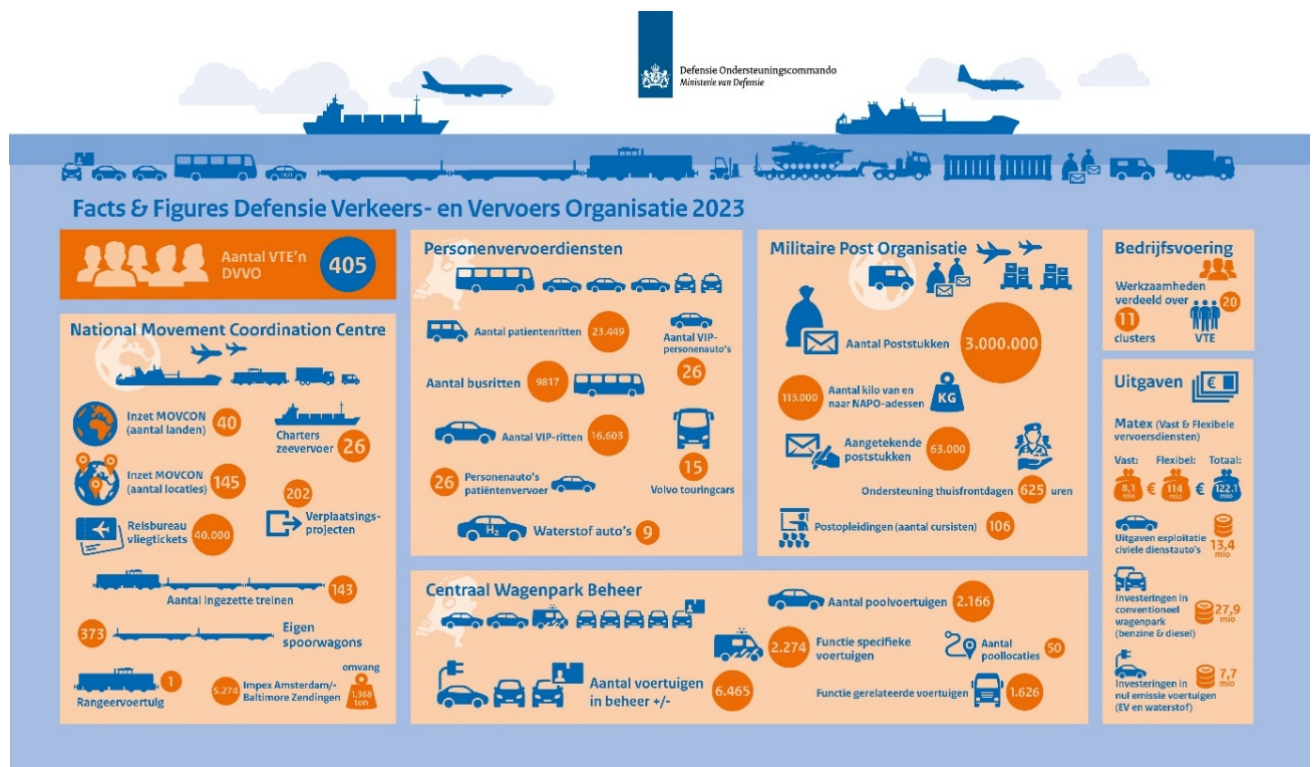 Defensie Ondersteuningscommando
Ministerie van Defensie
TAXI
Facts & Figures Defensie Verkeers- en Vervoers Organisatie 2023
Aantal VTE'n
DVVO
405
National Movement Coordination Centre
Inzet MOVCON
(aantal landen)
40
Charters
zeevervoer
26
Inzet MOVCON
(aantal locaties)
145
202
Verplaatsings-
projecten
Reisbureau
vliegtickets
40.000
143
Aantal ingezette treinen
373
Eigen
spoorwagons
1
Rangeervoertuig
5.274
Impex Amsterdam/-
Baltimore Zendingen
omvang
1.368
ton
Personenvervoerdiensten
Aantal patientenritten
23.449
Aantal VIP-
personenauto's
26
Aantal busritten
9817
Aantal VIP-ritten
16.603
15
Volvo touringcars
26
Personenauto's
patiëntenvervoer
H2
Waterstof auto's
9
Militaire Post Organisatie
Aantal Poststukken
3.000.000
113.000
Aantal kilo van en
naar NAPO-adessen
KG
Aangetekende
poststukken
63.000
Ondersteuning thuisfrontdagen
625
uren
Postopleidingen (aantal cursisten)
106
Centraal Wagenpark Beheer
Aantal poolvoertuigen
2.166
2.274
Functie specifieke
voertuigen
Aantal
poollocaties
50
Aantal voertuigen
in beheer +/-
6.465
Functie gerelateerde voertuigen
1.626
Bedrijfsvoering
Werkzaamheden
verdeeld over
11
clusters
20
VTE
Uitgaven
€
Matex (Vast & Flexibele
vervoersdiensten)
Vast: Flexibel: Totaal:
8,1 mio € 114 mio € 122.1 mio
Uitgaven exploitatie
civiele dienstauto's
13,4
mio
Investeringen in
conventioneel
wagenpark
(benzine & diesel)
27,9
mio
Investeringen in
nul emissie voertuigen
(EV en waterstof)
7,7
mio